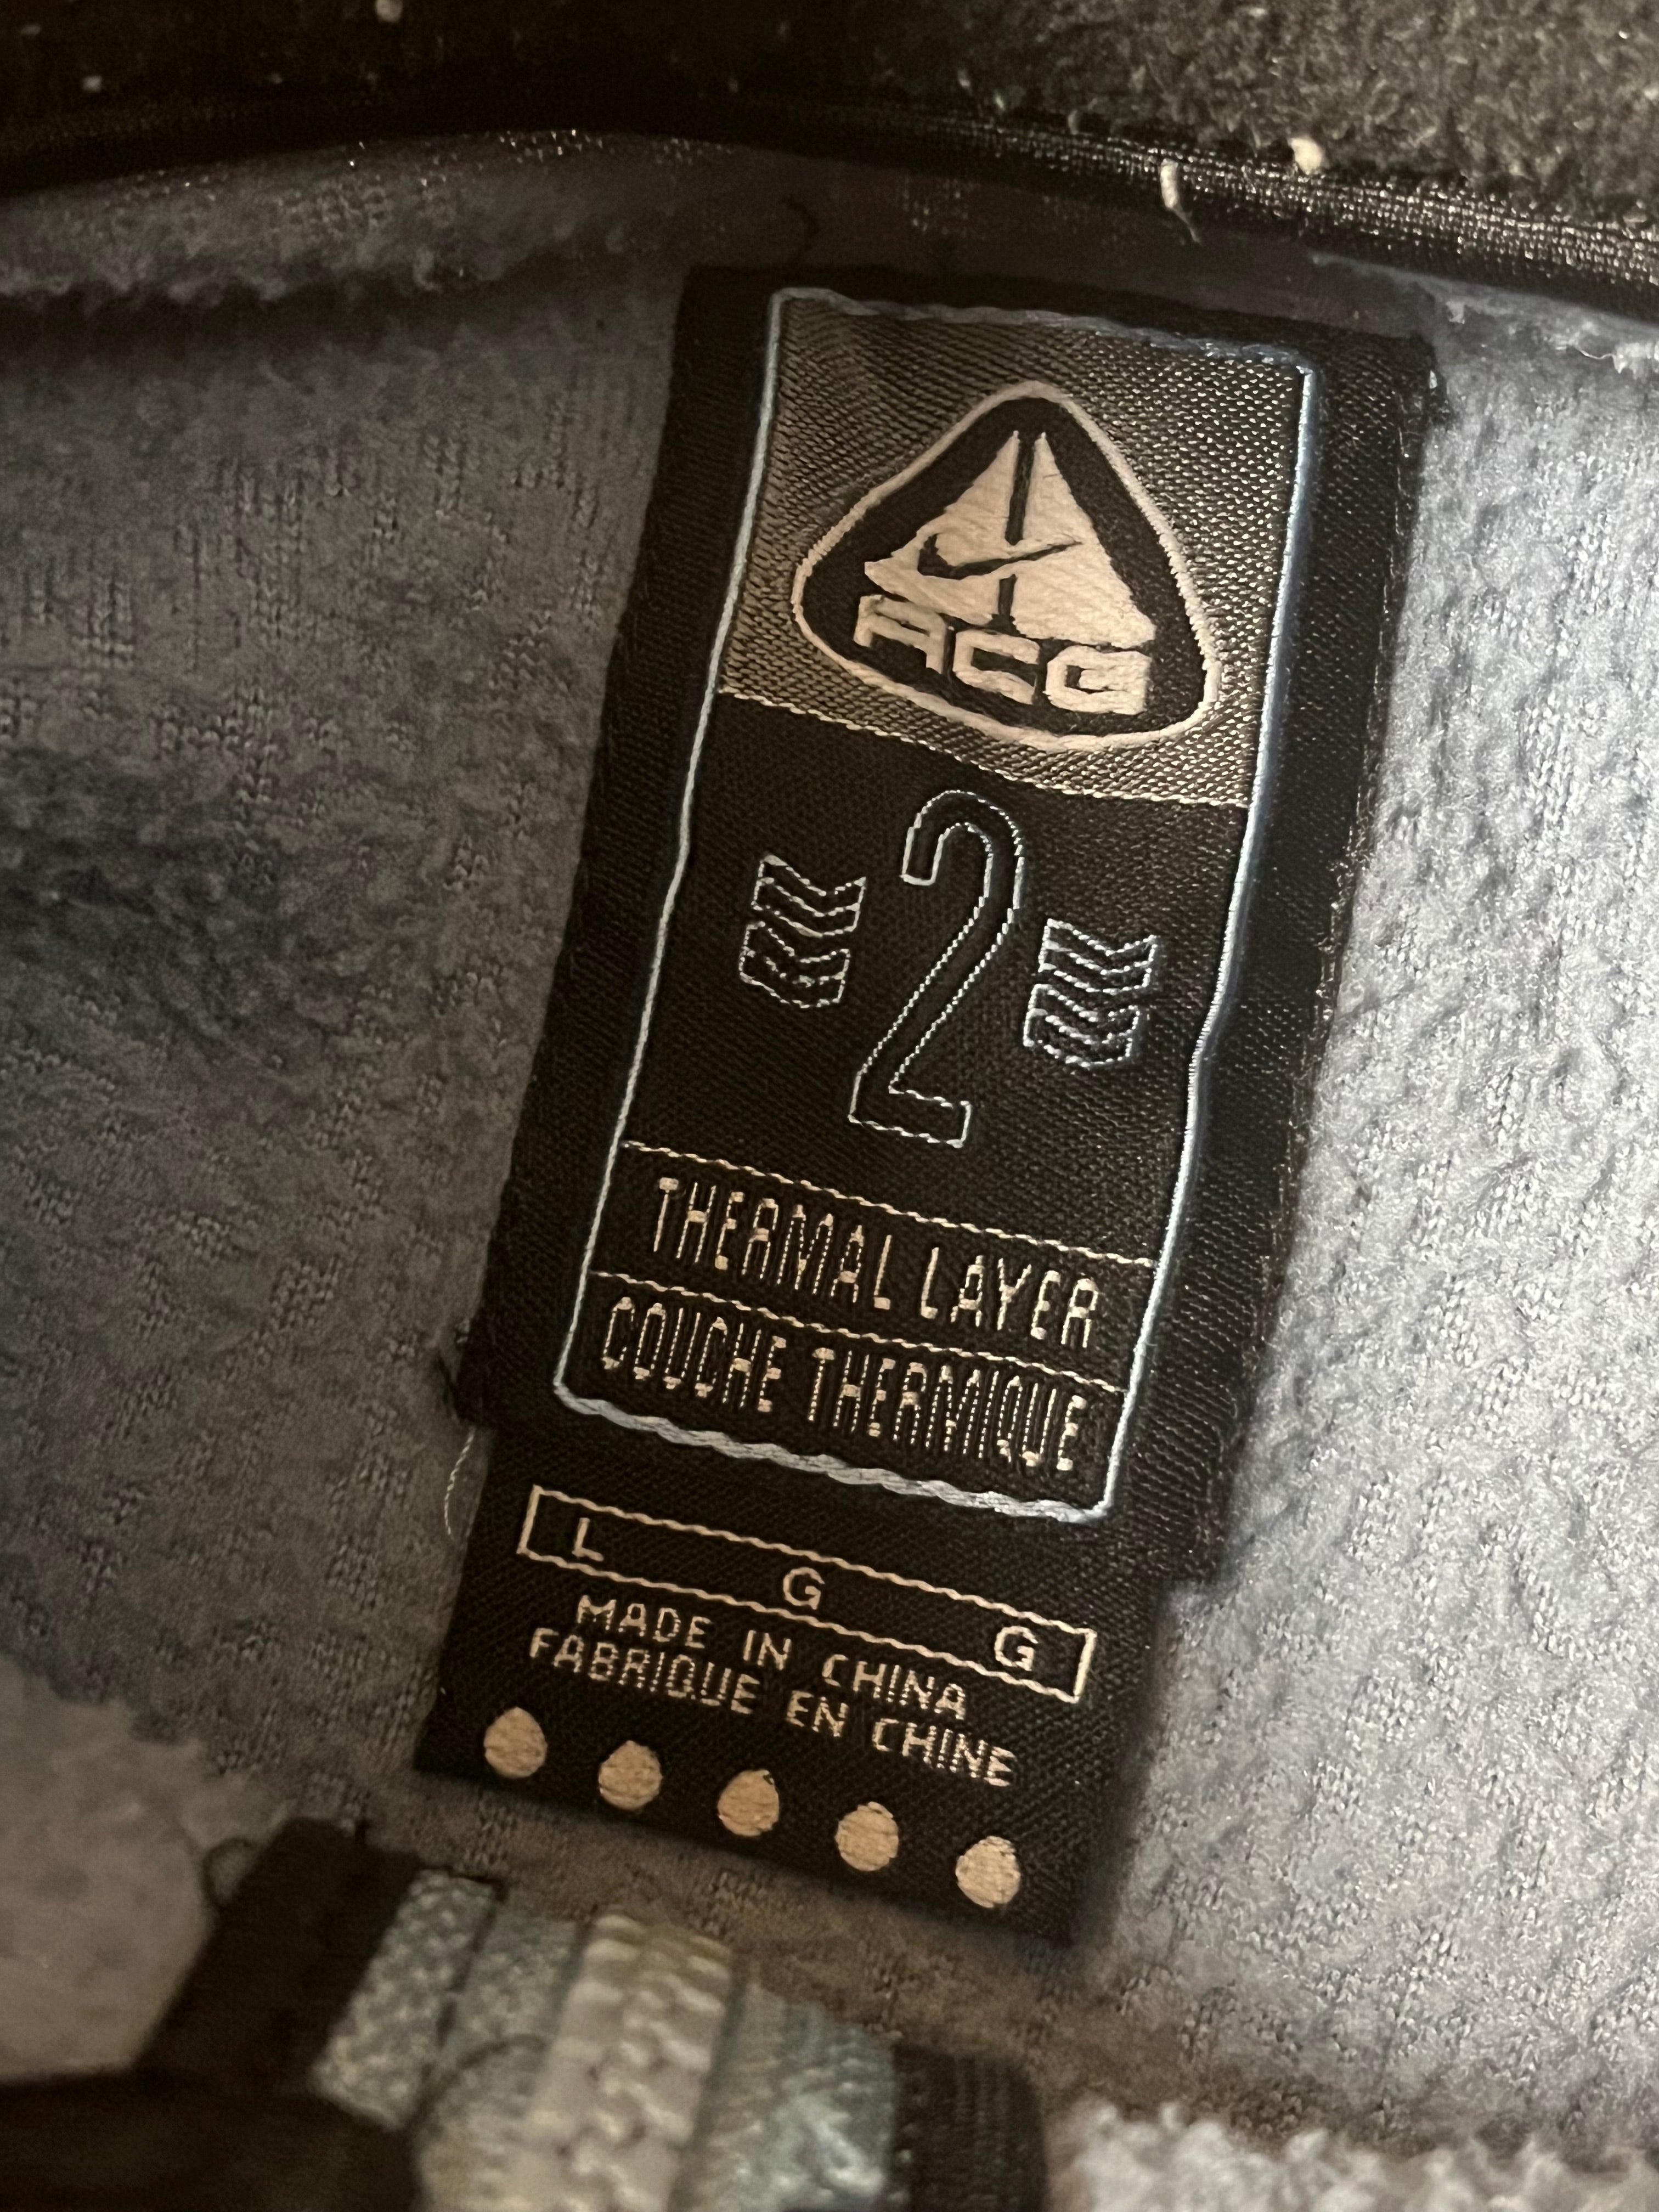 ACG
2
THERMAL LAYER
COUCHE THERMIQUE
L G G
MADE IN CHINA
FABRIQUE EN CHINE